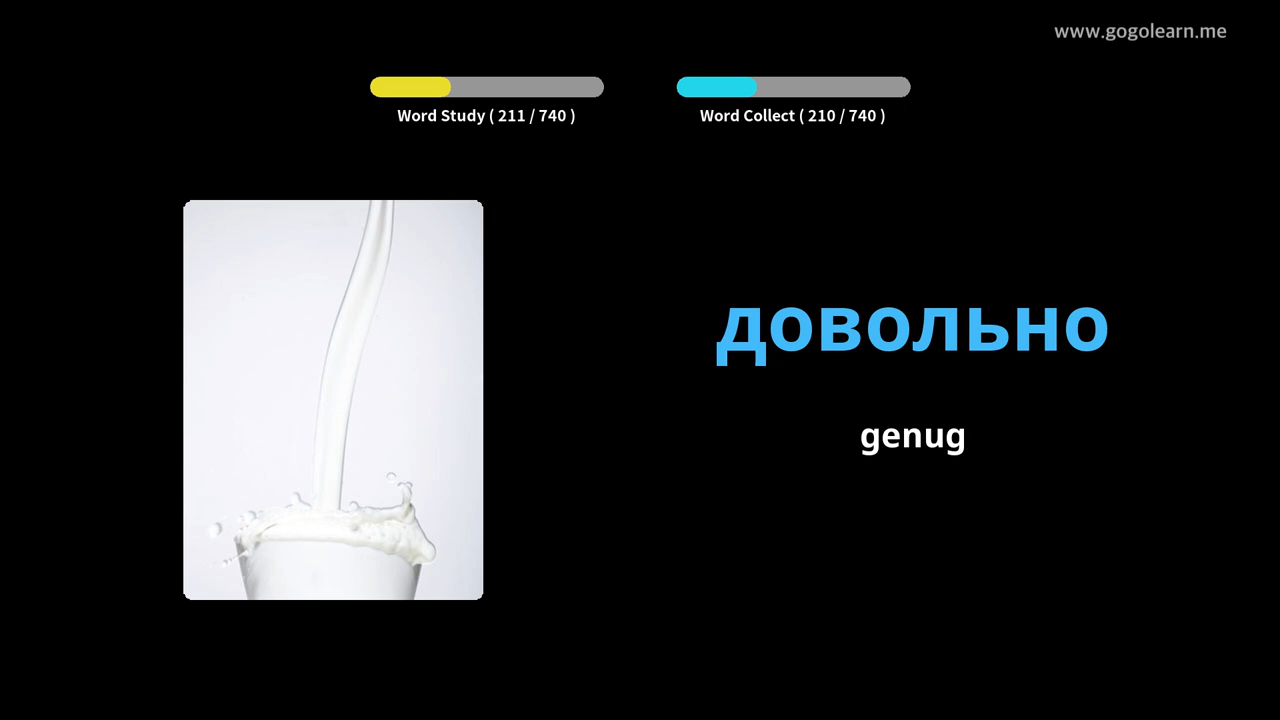 www.gogolearn.me
Word Study ( 211 / 740 )
Word Collect ( 210 / 740 )
довольно
genug